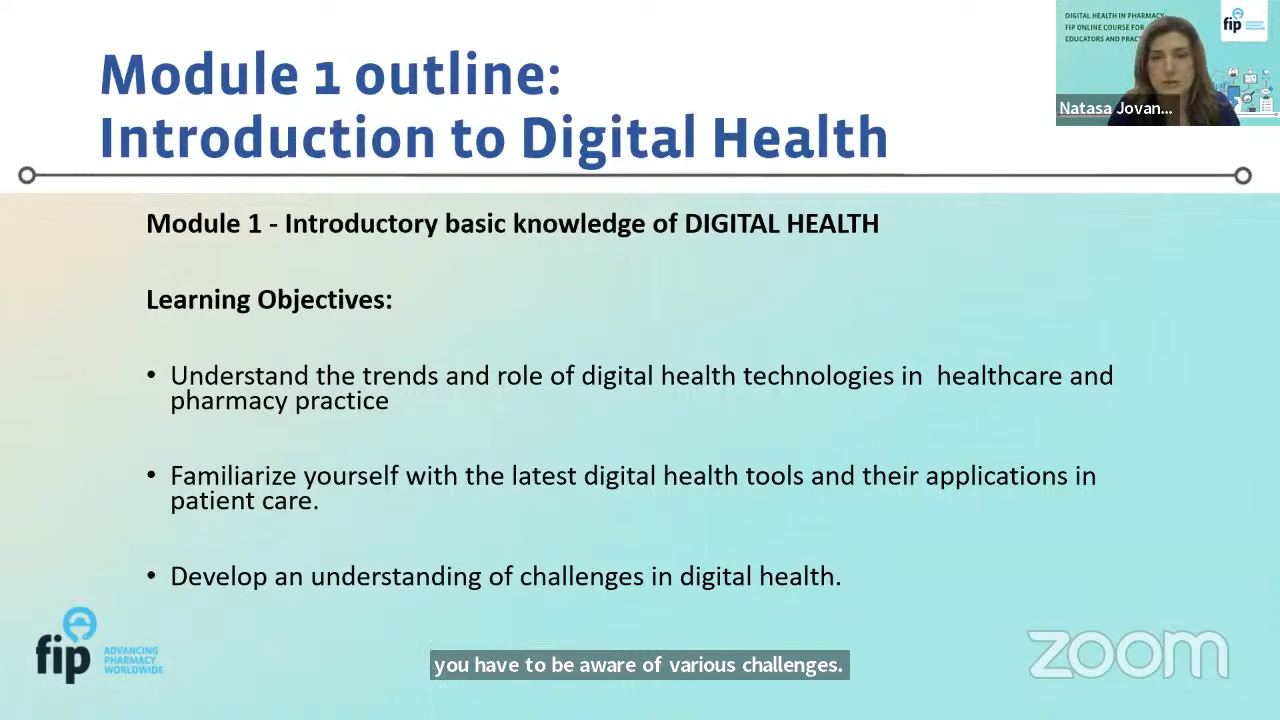 Module 1 outline:
Introduction to Digital Health
DIGITAL HEALTH IN PHARMACY
FIP ONLINE COURSE FOR
EDUCATORS AND
fip
ADVANCING
PHARMACY
WORLDWIDE
Natasa Jovan...
Module 1 - Introductory basic knowledge of DIGITAL HEALTH
Learning Objectives:
• Understand the trends and role of digital health technologies in healthcare and
pharmacy practice
• Familiarize yourself with the latest digital health tools and their applications in
patient care.
• Develop an understanding of challenges in digital health.
fip
ADVANCING
PHARMACY
WORLDWIDE
you have to be aware of various challenges.
zoom